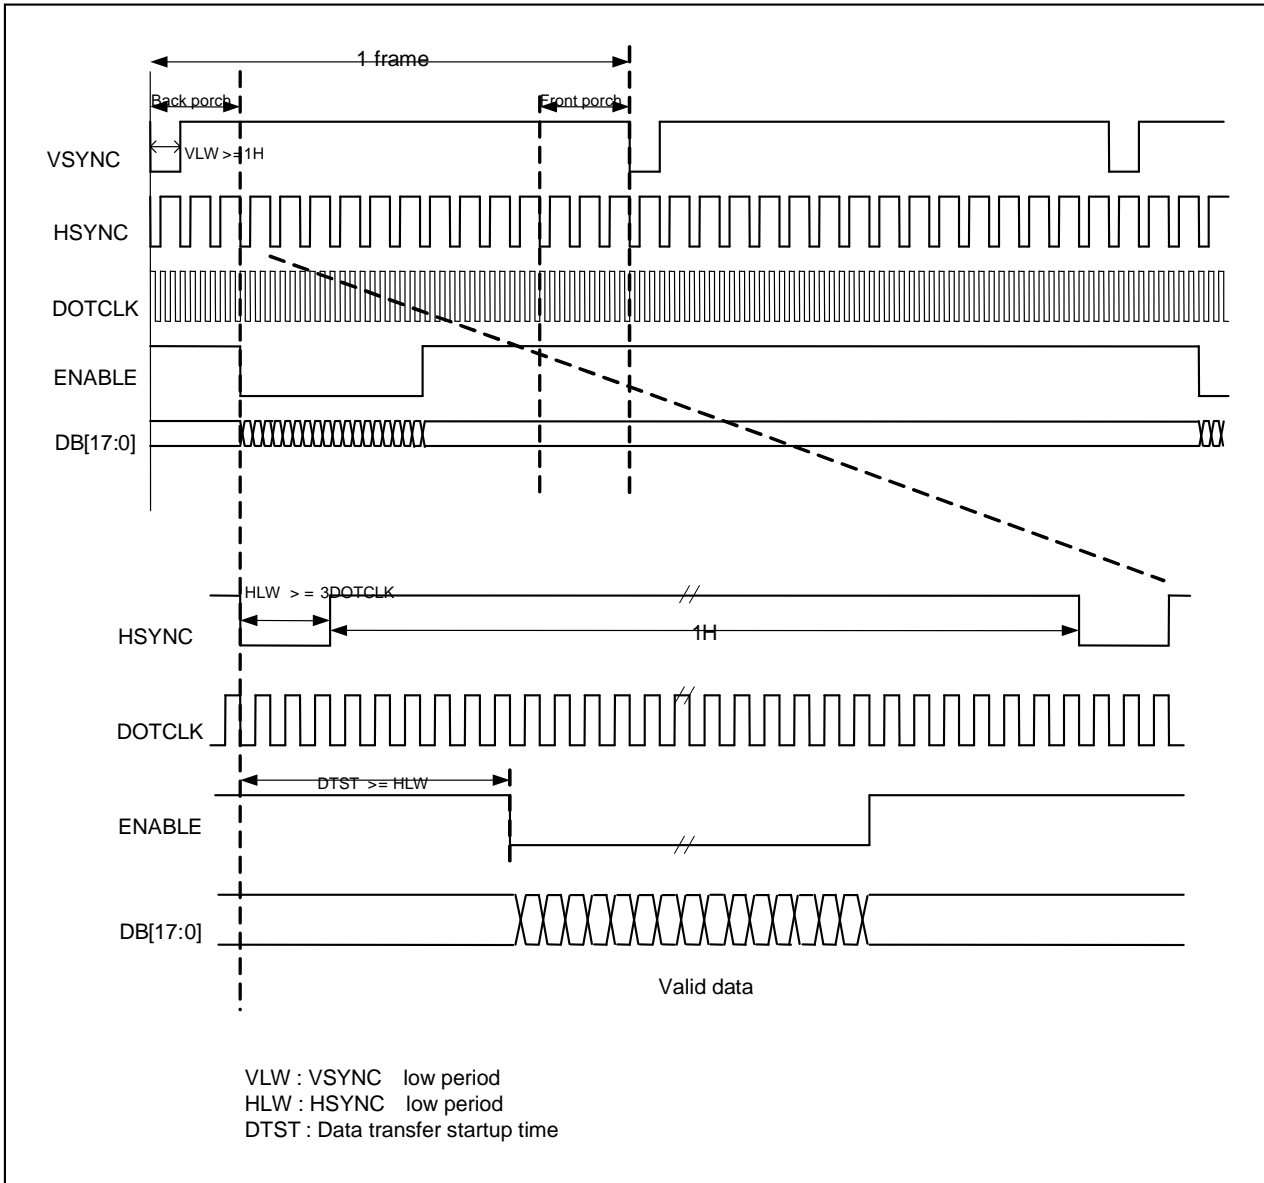 1 frame
Back porch
Front porch
VLW >=1H
VSYNC
HSYNC
DOTCLK
ENABLE
DB[17:0]
HLW >= 3DOTCLK
HSYNC
1H
DOTCLK
DTST >= HLW
ENABLE
DB[17:0]
Valid data
VLW : VSYNC low period
HLW : HSYNC low period
DTST : Data transfer startup time